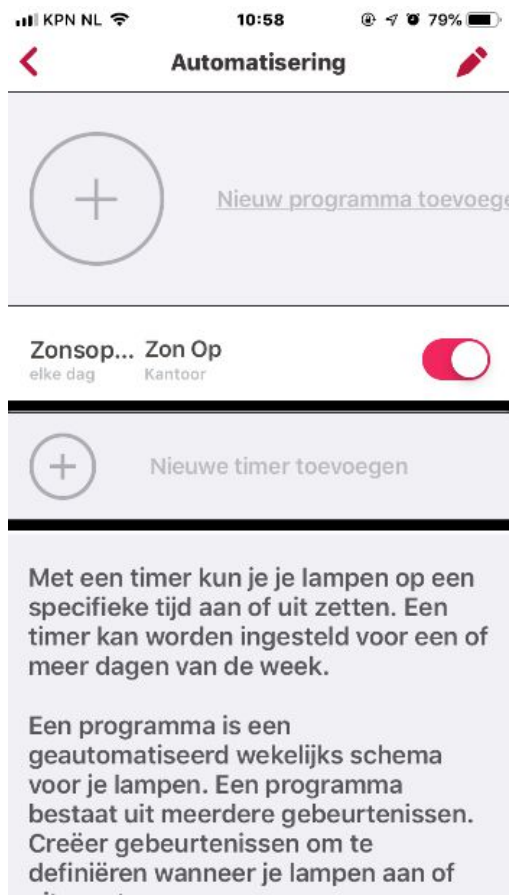 KPN NL 10:58 79%
Automatisering
Nieuw programma toevoege
Zonsop... Zon Op
elke dag Kantoor
Nieuwe timer toevoegen
Met een timer kun je je lampen op een
specifieke tijd aan of uit zetten. Een
timer kan worden ingesteld voor een of
meer dagen van de week.
Een programma is een
geautomatiseerd wekelijks schema
voor je lampen. Een programma
bestaat uit meerdere gebeurtenissen.
Creëer gebeurtenissen om te
definiëren wanneer je lampen aan of